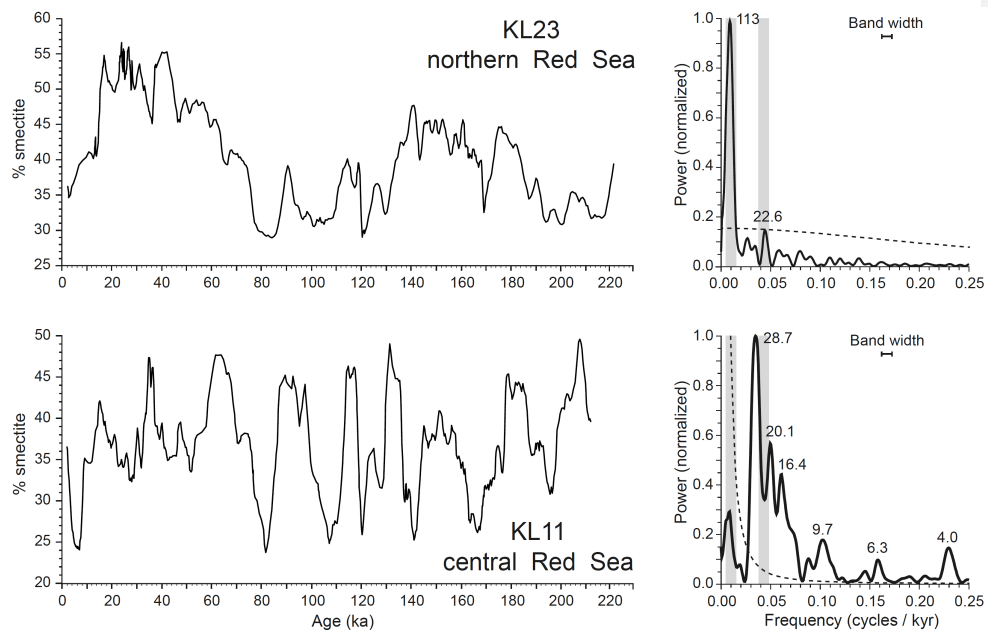 KL23
northern Red Sea
% smectite
60
55
50
45
40
35
30
25
0 20 40 60 80 100 120 140 160 180 200 220
Power (normalized)
1.0
0.8
0.6
0.4
0.2
0.0
113
Band width
22.6
0.00 0.05 0.10 0.15 0.20 0.25
% smectite
50
45
40
35
30
25
20
KL11
central Red Sea
0 20 40 60 80 100 120 140 160 180 200 220
Age (ka)
Power (normalized)
1.0
0.8
0.6
0.4
0.2
0.0
28.7
Band width
20.1
16.4
9.7
6.3
4.0
0.00 0.05 0.10 0.15 0.20 0.25
Frequency (cycles / kyr)